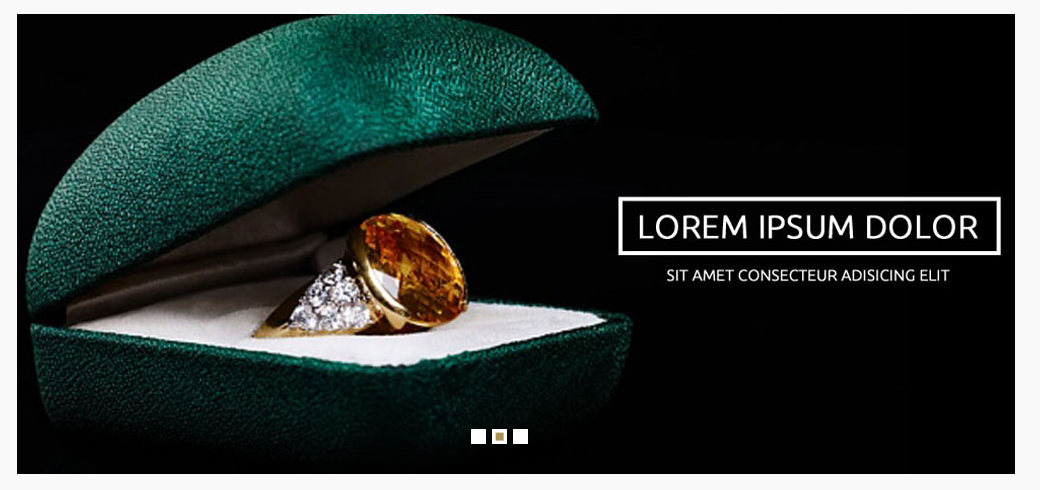 LOREM IPSUM DOLOR
SIT AMET CONSECTEUR ADISICING ELIT